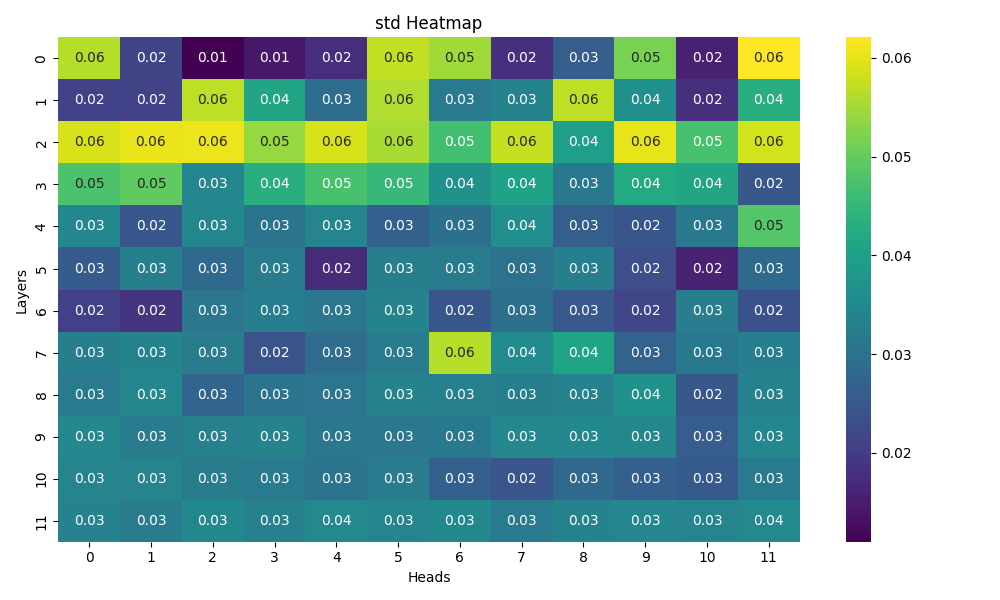 std Heatmap
0 0.06 0.02 0.01 0.01 0.02 0.06 0.05 0.02 0.03 0.05 0.02 0.06
1 0.02 0.02 0.06 0.04 0.03 0.06 0.03 0.03 0.06 0.04 0.02 0.04
2 0.06 0.06 0.06 0.05 0.06 0.06 0.05 0.06 0.04 0.06 0.05 0.06
3 0.05 0.05 0.03 0.04 0.05 0.05 0.04 0.04 0.03 0.04 0.04 0.02
4 0.03 0.02 0.03 0.03 0.03 0.03 0.03 0.04 0.03 0.02 0.03 0.05
5 0.03 0.03 0.03 0.03 0.02 0.03 0.03 0.03 0.03 0.02 0.02 0.03
6 0.02 0.02 0.03 0.03 0.03 0.03 0.02 0.03 0.02 0.02 0.03 0.02
7 0.03 0.03 0.03 0.02 0.03 0.03 0.06 0.04 0.04 0.03 0.03 0.03
8 0.03 0.03 0.03 0.03 0.03 0.03 0.03 0.03 0.03 0.04 0.02 0.03
9 0.03 0.03 0.03 0.03 0.03 0.03 0.03 0.03 0.03 0.03 0.03 0.03
10 0.03 0.03 0.03 0.03 0.03 0.03 0.03 0.02 0.03 0.03 0.03 0.03
11 0.03 0.03 0.03 0.03 0.04 0.03 0.03 0.03 0.03 0.03 0.03 0.04
0 1 2 3 4 5 6 7 8 9 10 11
Heads
Layers
0.06
0.05
0.04
0.03
0.02